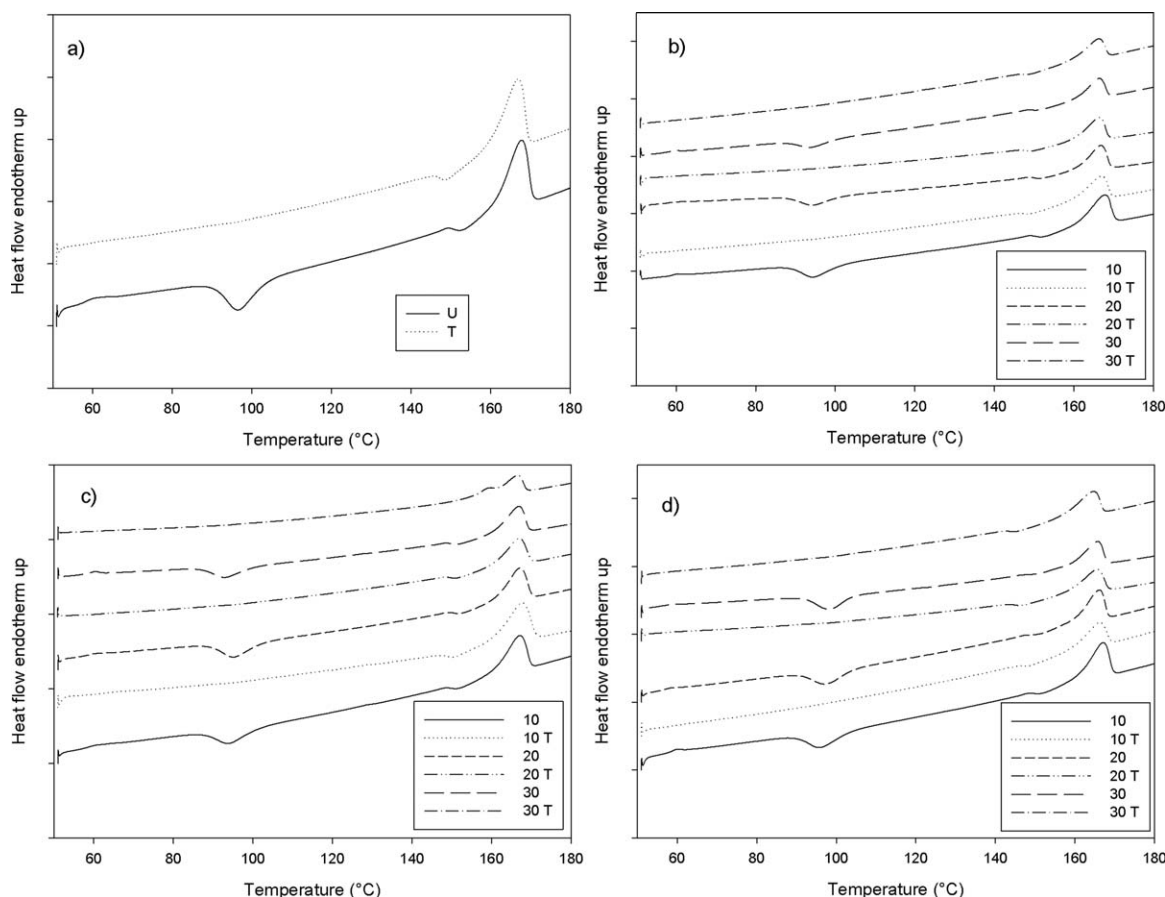 a)
Heat flow endotherm up
U
T
60 80 100 120 140 160 180
Temperature (°C)
b)
Heat flow endotherm up
10
10 T
20
20 T
30
30 T
60 80 100 120 140 160 180
Temperature (°C)
c)
Heat flow endotherm up
10
10 T
20
20 T
30
30 T
60 80 100 120 140 160 180
Temperature (°C)
d)
Heat flow endotherm up
10
10 T
20
20 T
30
30 T
60 80 100 120 140 160 180
Temperature (°C)